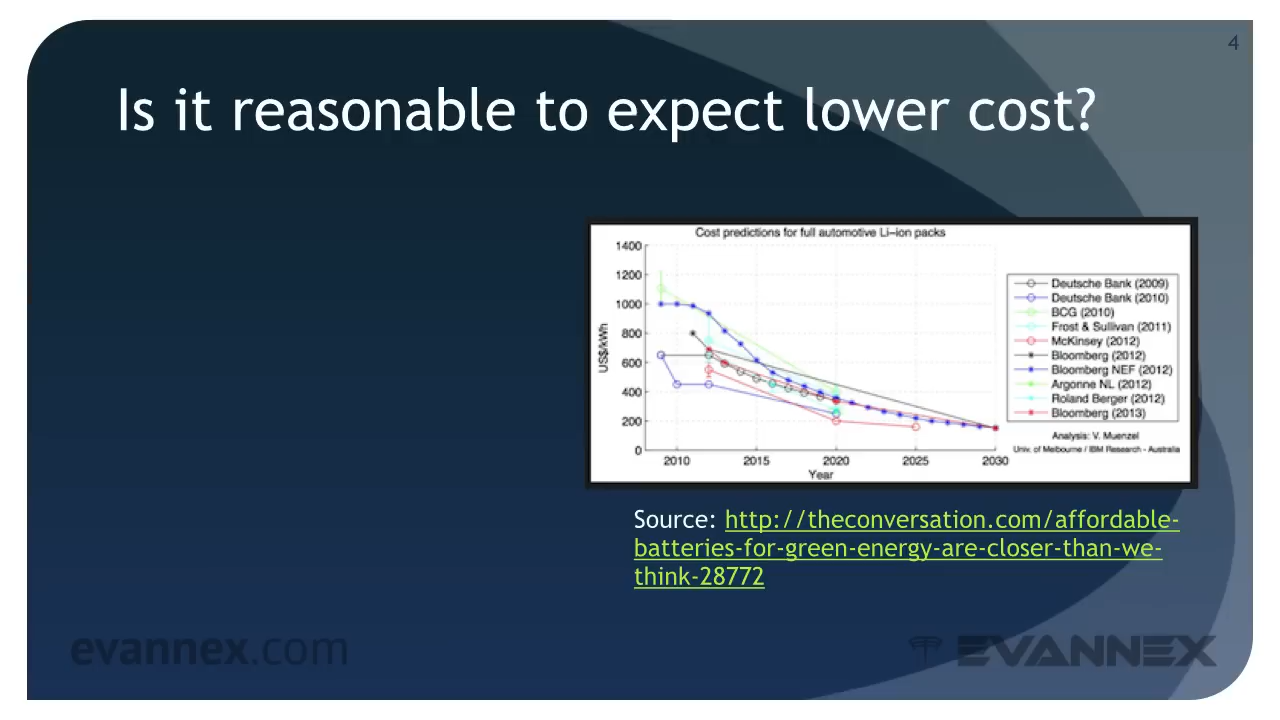 4
Is it reasonable to expect lower cost?
Cost predictions for full automotive Li-ion packs
1400
1200
1000
800
600
400
200
0
US$/kWh
2010 2015 2020 2025 2030
Year
Deutsche Bank (2009)
Deutsche Bank (2010)
BCG (2010)
Frost & Sullivan (2011)
McKinsey (2012)
Bloomberg (2012)
Bloomberg NEF (2012)
Argonne NL (2012)
Roland Berger (2012)
Bloomberg (2013)
Analysis: V. Muenzel
Univ. of Melbourne / IBM Research - Australia
Source: http://theconversation.com/affordable-
batteries-for-green-energy-are-closer-than-we-
think-28772
evannex.com
EVANNEX